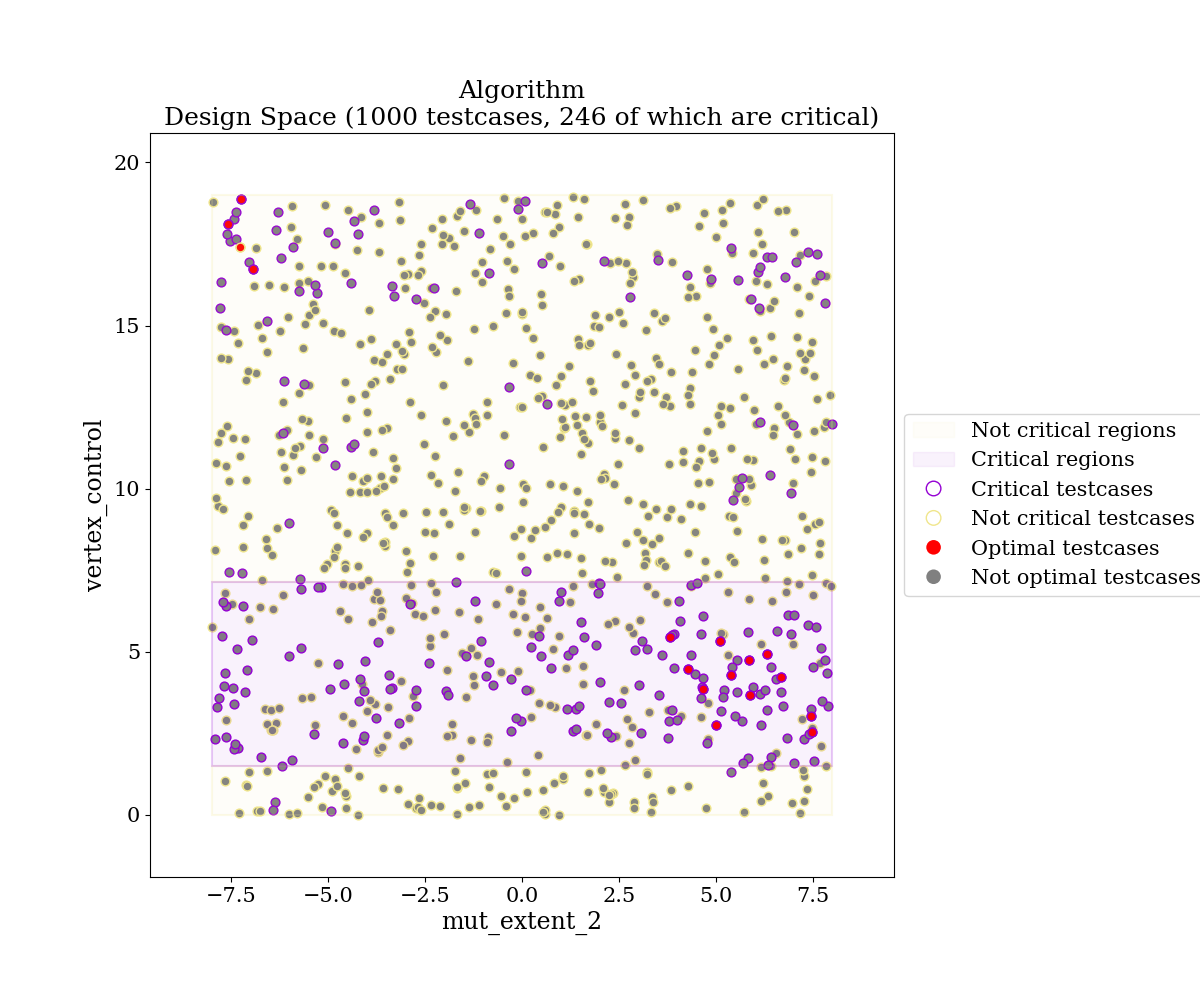 Algorithm
Design Space (1000 testcases, 246 of which are critical)
20
15
10
5
0
vertex_control
−7.5
−5.0
−2.5
0.0
2.5
5.0
7.5
mut_extent_2
Not critical regions
Critical regions
Critical testcases
Not critical testcases
Optimal testcases
Not optimal testcases